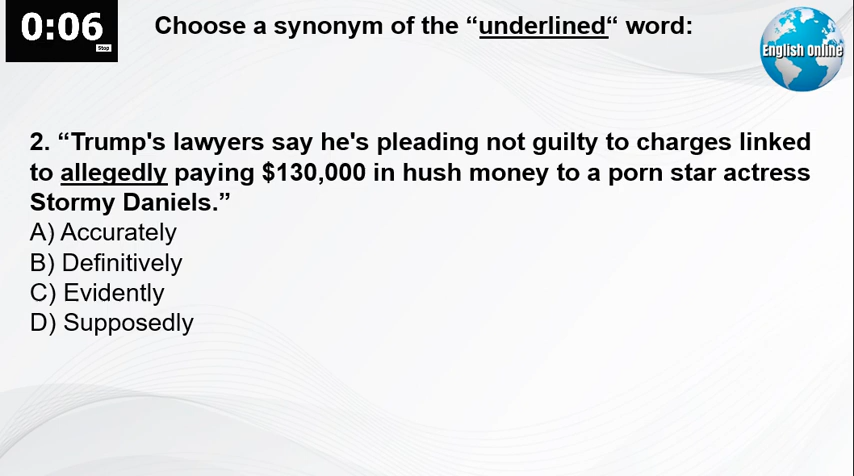 0:06
Stop
Choose a synonym of the “underlined“ word:
English Online
2. “Trump's lawyers say he's pleading not guilty to charges linked
to allegedly paying $130,000 in hush money to a porn star actress
Stormy Daniels.”
A) Accurately
B) Definitively
C) Evidently
D) Supposedly